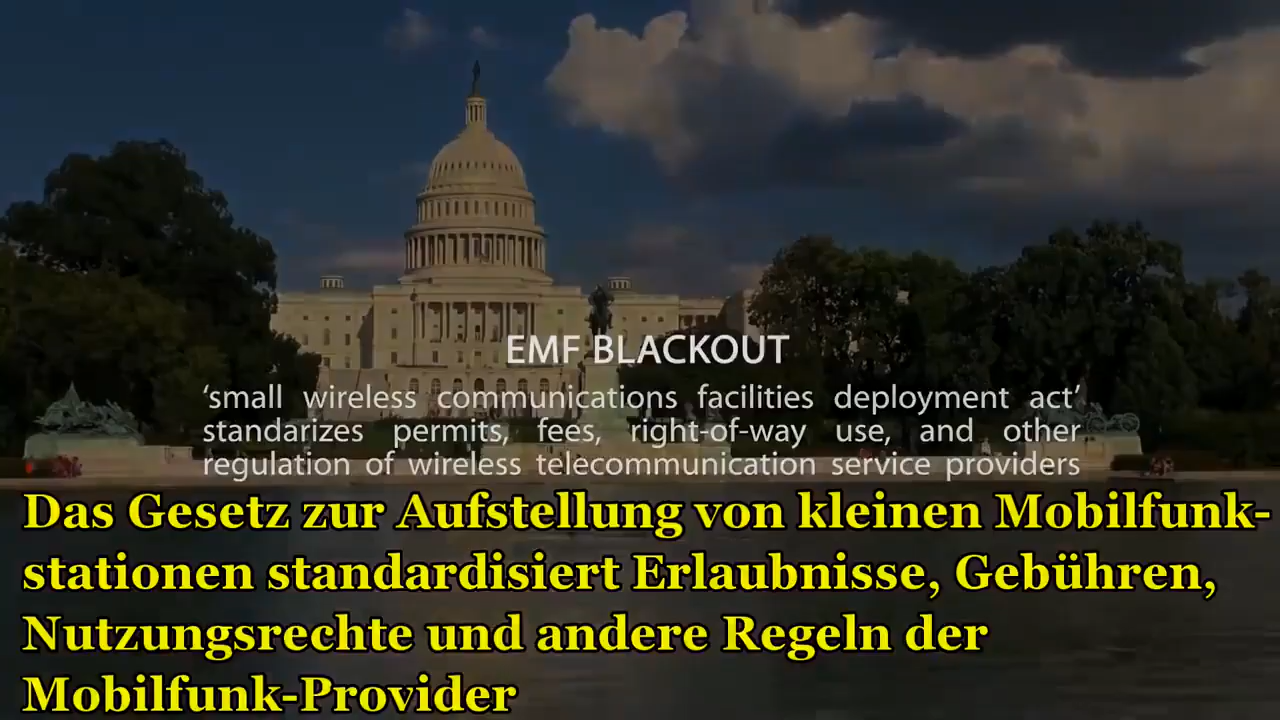 EMF BLACKOUT
‘small wireless communications facilities deployment act’
standarizes permits, fees, right-of-way use, and other
regulation of wireless telecommunication service providers
Das Gesetz zur Aufstellung von kleinen Mobilfunk-
stationen standardisiert Erlaubnisse, Gebühren,
Nutzungsrechte und andere Regeln der
Mobilfunk-Provider